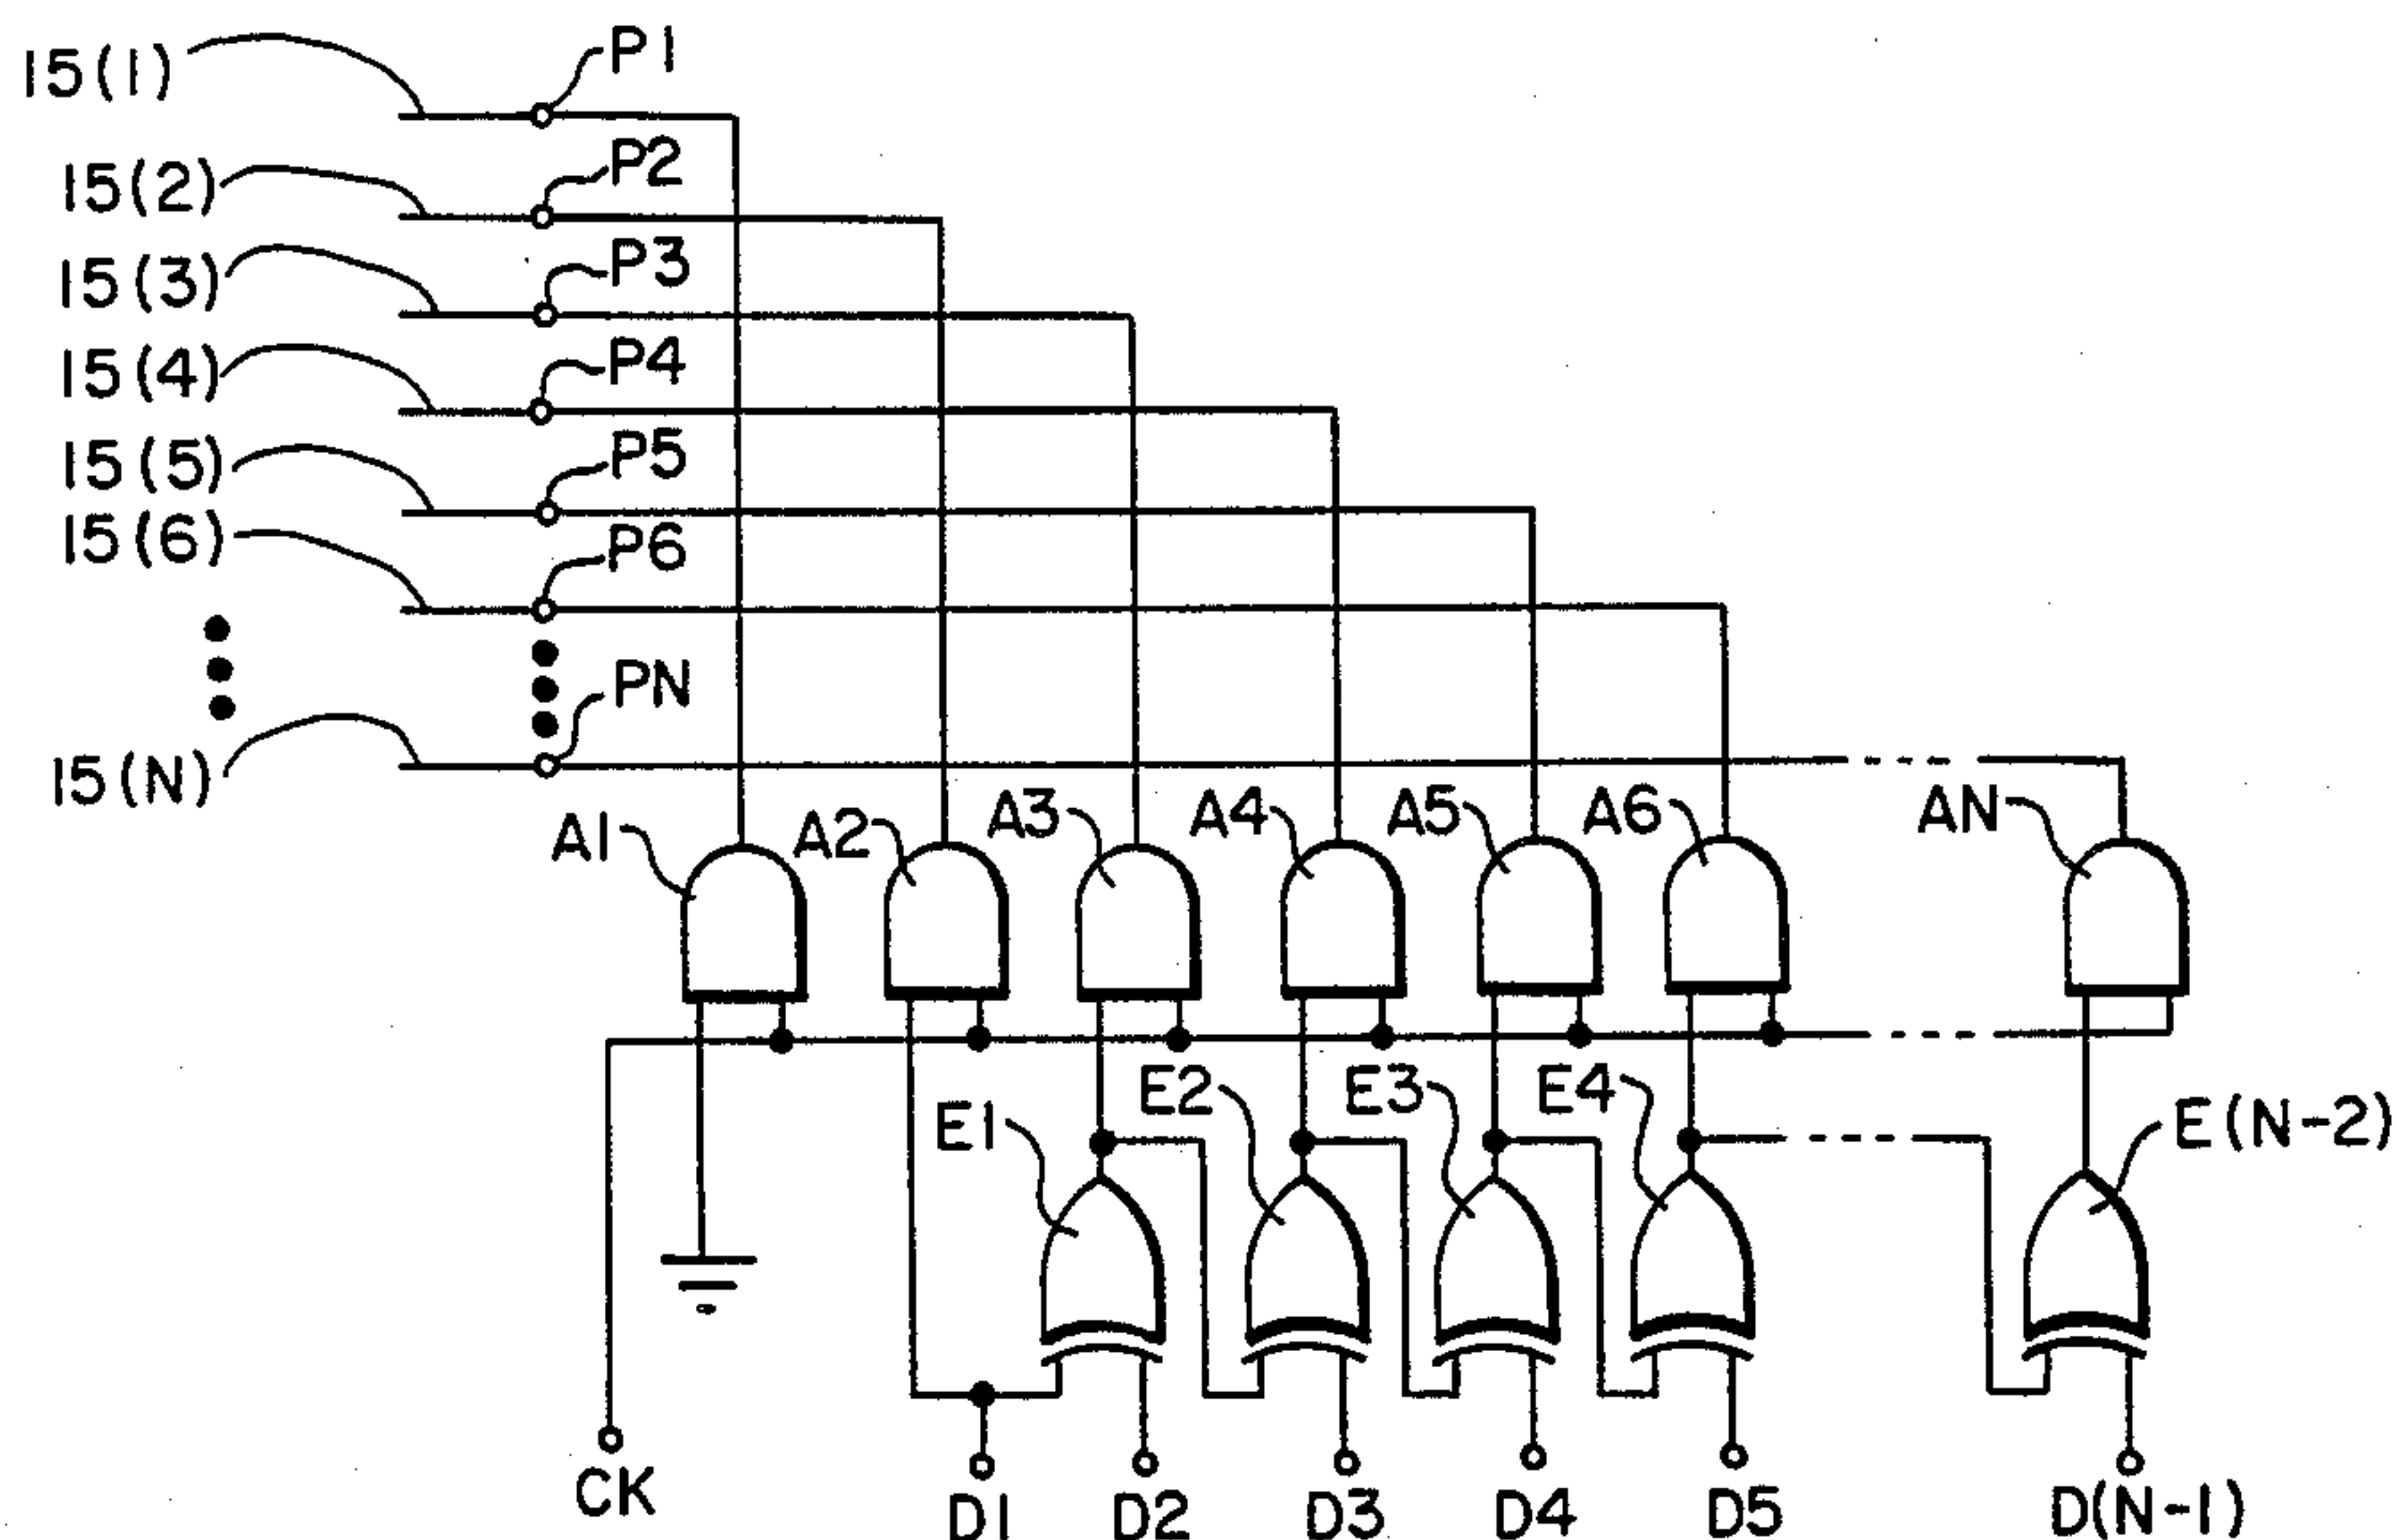 15(1)
P1
15(2)
P2
15(3)
P3
15(4)
P4
15(5)
P5
15(6)
P6
PN
15(N)
A1
A2
A3
A4
A5
A6
AN
E1
E2
E3
E4
E(N-2)
CK
D1
D2
D3
D4
D5
D(N-1)